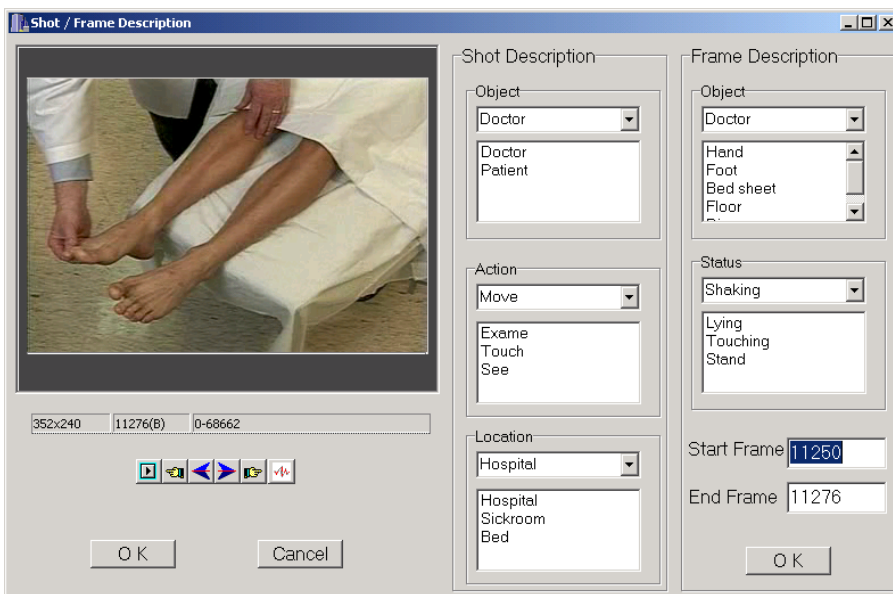 Shot / Frame Description
352x240 11276(B) 0-68662
O K Cancel
Shot Description
Object
Doctor
Doctor
Patient
Action
Move
Exame
Touch
See
Location
Hospital
Hospital
Sickroom
Bed
Frame Description
Object
Doctor
Hand
Foot
Bed sheet
Floor
Status
Shaking
Lying
Touching
Stand
Start Frame 11250
End Frame 11276
O K